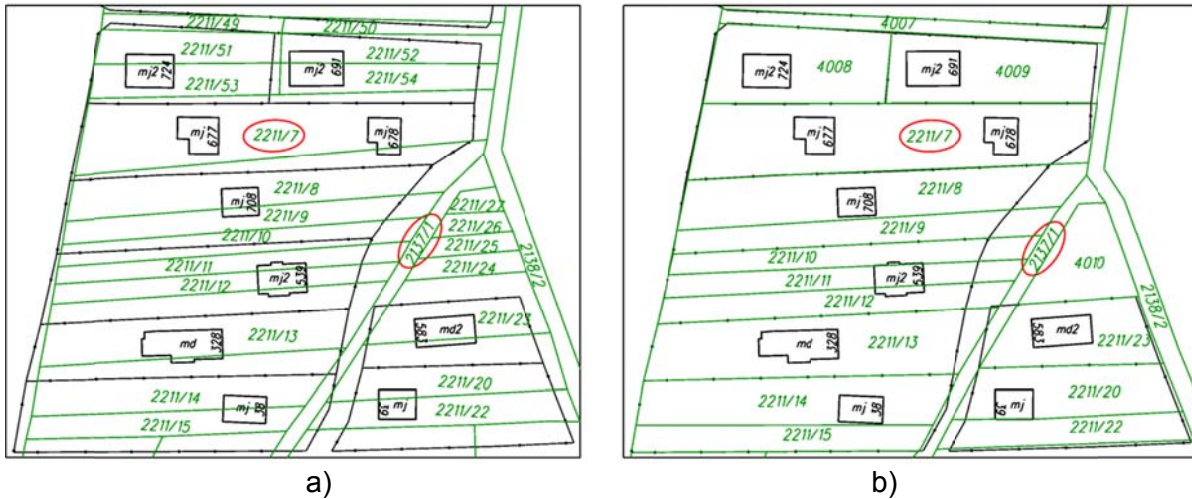 2211/49
2211/50
2211/51
2211/52
mj2 724
mj2 691
2211/53
2211/54
mj 677
2211/7
mj 678
2211/8
mj 708
2211/27
2211/9
2211/26
2211/10
2137/1
2211/25
2211/11
2211/24
2138/2
2211/12
mj2 539
2211/13
md 328
2211/23
583 md2
2211/20
2211/14
mj 38
39 mj
2211/22
2211/15
a)
4007
mj2 724
4008
mj2 691
4009
mj 677
2211/7
mj 678
2211/8
mj 708
2211/9
2137/1
2211/10
4010
2211/11
mj2 539
2211/12
2138/2
583 md2
md 328
2211/13
2211/23
2211/20
2211/14
mj 38
39 mj
2211/15
2211/22
b)